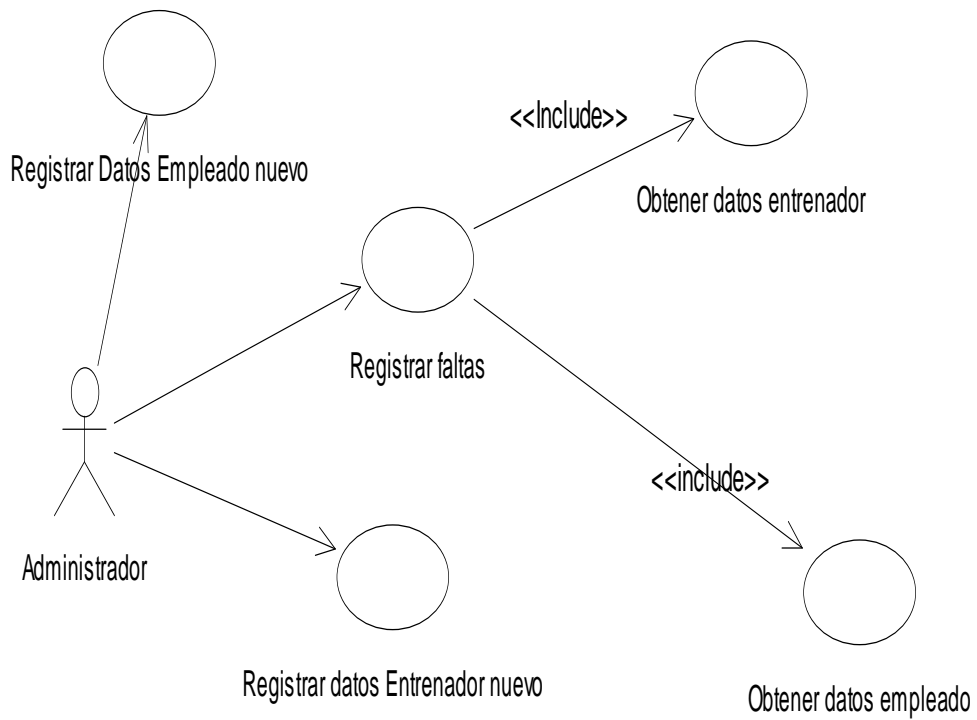 <<Include>>
Registrar Datos Empleado nuevo
Obtener datos entrenador
Registrar faltas
<<include>>
Administrador
Registrar datos Entrenador nuevo
Obtener datos empleado